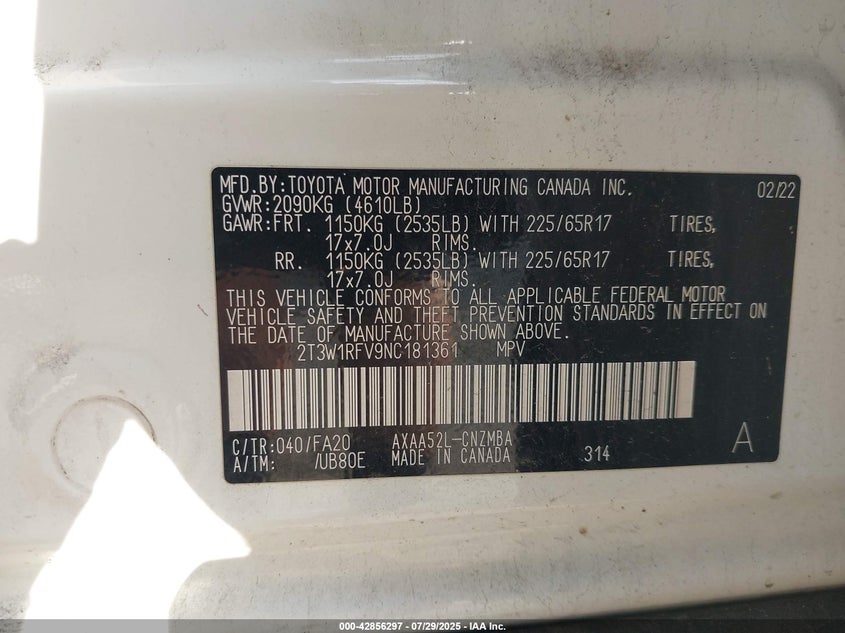 MFD.BY:TOYOTA MOTOR MANUFACTURING CANADA INC. 02/22
GVWR:2090KG (4610LB)
GAWR:FRT. 1150KG (2535LB) WITH 225/65R17 TIRES,
17x7.0J RIMS.
RR. 1150KG (2535LB) WITH 225/65R17 TIRES,
17x7.0J RIMS.
THIS VEHICLE CONFORMS TO ALL APPLICABLE FEDERAL MOTOR
VEHICLE SAFETY AND THEFT PREVENTION STANDARDS IN EFFECT ON
THE DATE OF MANUFACTURE SHOWN ABOVE.
2T3W1RFV9NC181361 MPV
C/TR:040/FA20 AXAA52L-CNZMBA A
A/TM: /UB80E MADE IN CANADA 314
000-42856297 - 07/29/2025 - IAA Inc.